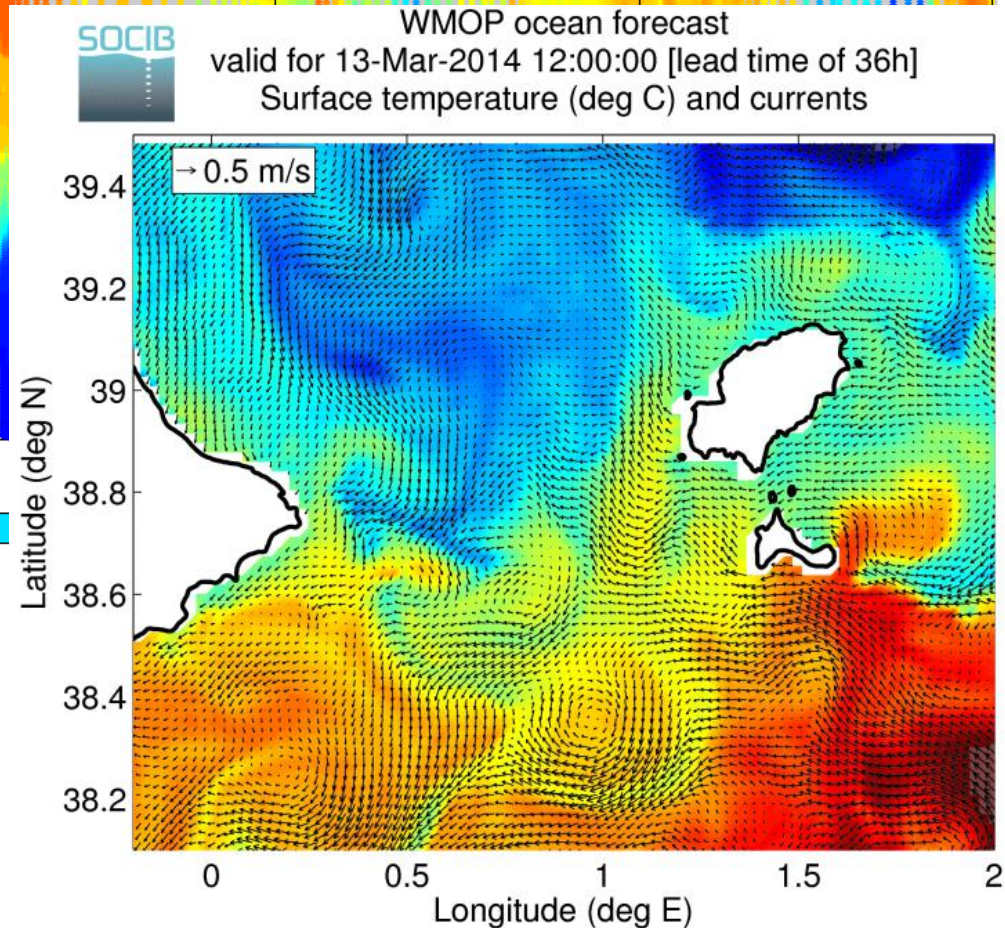 SOCIB
WMOP ocean forecast
valid for 13-Mar-2014 12:00:00 [lead time of 36h]
Surface temperature (deg C) and currents
→ 0.5 m/s
39.4
39.2
39
38.8
38.6
38.4
38.2
Latitude (deg N)
0 0.5 1 1.5 2
Longitude (deg E)